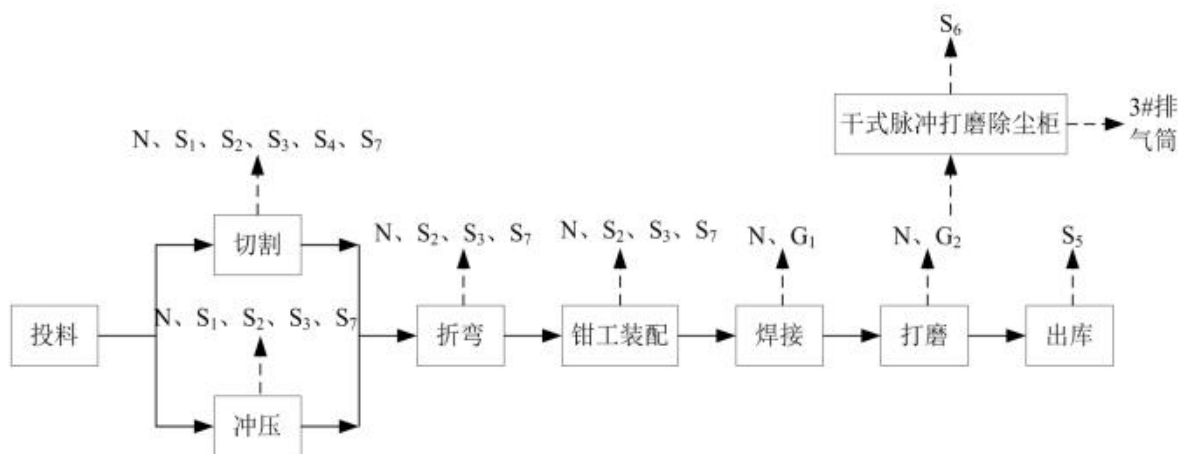 S₆
干式脉冲打磨除尘柜
3#排
气筒
N、S₁、S₂、S₃、S₄、S₇
切割
N、S₂、S₃、S₇
N、S₂、S₃、S₇
N、G₁
N、G₂
S₅
N、S₁、S₂、S₃、S₇
投料
折弯
钳工装配
焊接
打磨
出库
冲压